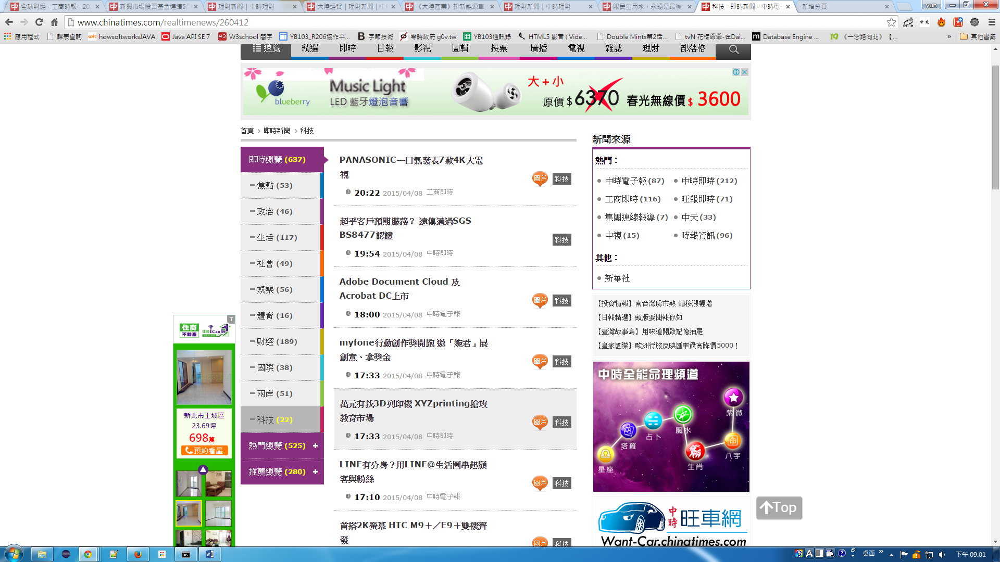 全球財經 - 工商時報 - 20
新興市場股票基金連續5
理財新聞 | 中時理財
大陸經貿 | 理財新聞 | 中
《大陸產業》拚新能源車
理財新聞 | 中時理財
限民生用水，永遠是最後
科技 - 即時新聞 - 中時電
新增分頁
yun
www.chinatimes.com/realtimenews/260412
應用程式
課表查詢
howsoftworksJAVA
Java API SE 7
W3school 簡字
YB103_R206協作平...
字節技術
零時政府 g0v.tw
YB103通訊錄
HTML5 影音 ( Vide...
Double Mints第2话...
tvN 花樣爺爺-在Dai...
Database Engine ...
《一念路向北》【...
»
其他書籤
速覽 精選 即時 日報 影視 圖輯 投票 廣播 電視 雜誌 理財 部落格
blueberry
Music Light
LED 藍牙燈泡音響
大 + 小
原價 $ 6370
春光無線價 $ 3600
首頁 > 即時新聞 > 科技
即時總覽 (637)
焦點 (53)
政治 (46)
生活 (117)
社會 (49)
娛樂 (56)
體育 (16)
財經 (189)
國際 (38)
兩岸 (51)
科技 (22)
熱門總覽 (525) +
推薦總覽 (280) +
PANASONIC一口氣發表7款4K大電
視
圖片 科技
20:22 2015/04/08 工商即時
超乎客戶預期服務？ 遠傳通過SGS
BS8477認證
科技
19:54 2015/04/08 中時即時
Adobe Document Cloud 及
Acrobat DC上市
圖片 科技
18:00 2015/04/08 中時電子報
myfone行動創作獎開跑 邀「婉君」展
創意、拿獎金
圖片 科技
17:33 2015/04/08 中時電子報
萬元有找3D列印機 XYZprinting搶攻
教育市場
圖片 科技
17:33 2015/04/08 中時即時
LINE有分身？用LINE@生活圈串起顧
客與粉絲
圖片 科技
17:10 2015/04/08 中時電子報
首搭2K螢幕 HTC M9＋／E9＋雙機齊
發
圖片 科技
新聞來源
熱門：
中時電子報 (87) 中時即時 (212)
工商即時 (116) 旺報即時 (71)
集團連線報導 (7) 中天 (33)
中視 (15) 時報資訊 (96)
其他：
新華社
【投資情報】南台灣房市熱 轉移漲幅增
【日報精選】頭版要聞報你知
【臺灣故事島】用味道開啟記憶抽屜
【皇家國際】歐洲行旅反映匯率最高降價5000！
中時全能命理頻道
紫微
風水
占卜
塔羅
星座
生肖
八字
中時 旺車網
Want-Car.chinatimes.com
Top
T
住商
不動產
住商 iCan購
新北市土城區
23.69坪
698萬
預約看屋
桌面 »
下午 09:01